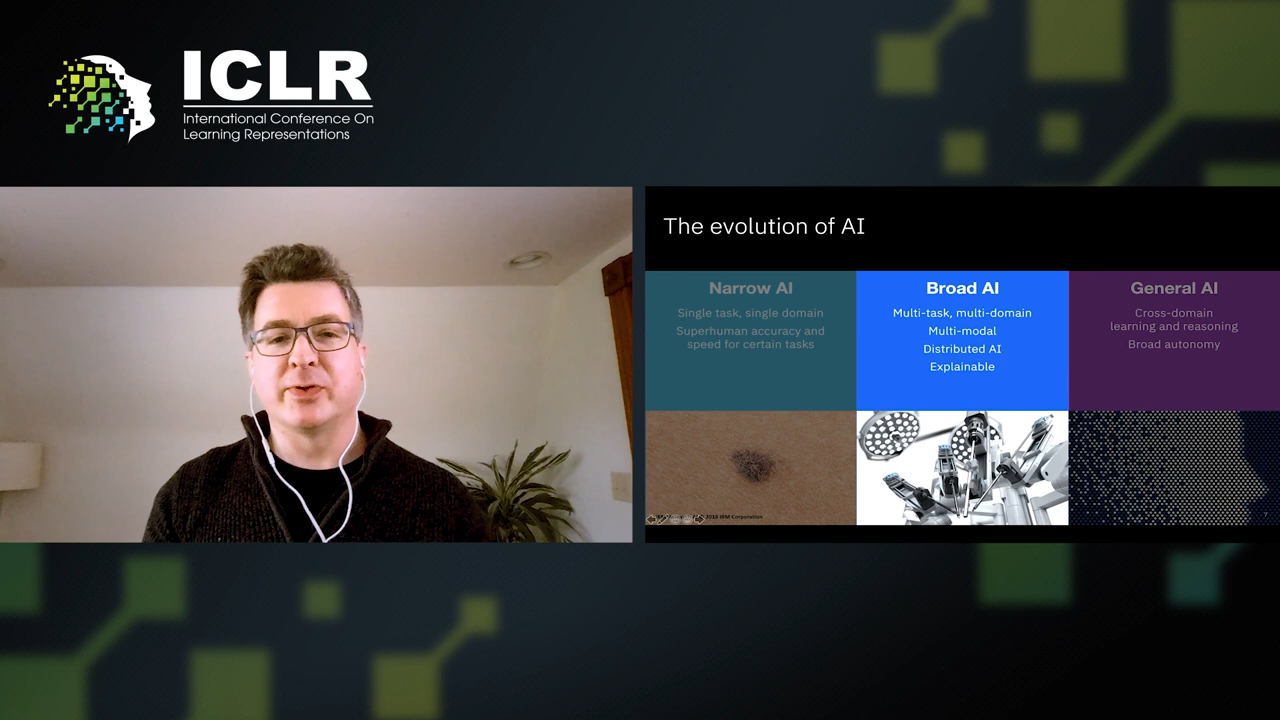 ICLR
International Conference On
Learning Representations
The evolution of AI
Narrow AI
Single task, single domain
Superhuman accuracy and
speed for certain tasks
Broad AI
Multi-task, multi-domain
Multi-modal
Distributed AI
Explainable
General AI
Cross-domain
learning and reasoning
Broad autonomy
IBM Corporation
7